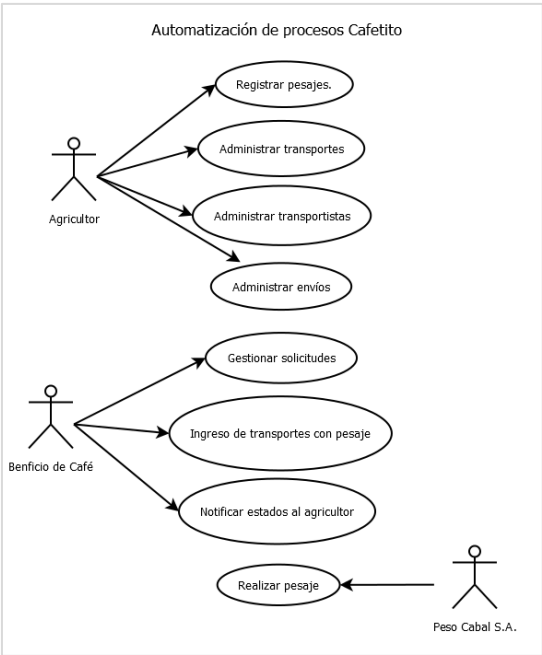 Automatización de procesos Cafetito
Registrar pesajes.
Administrar transportes
Agricultor
Administrar transportistas
Administrar envíos
Gestionar solicitudes
Ingreso de transportes con pesaje
Benficio de Café
Notificar estados al agricultor
Realizar pesaje
Peso Cabal S.A.